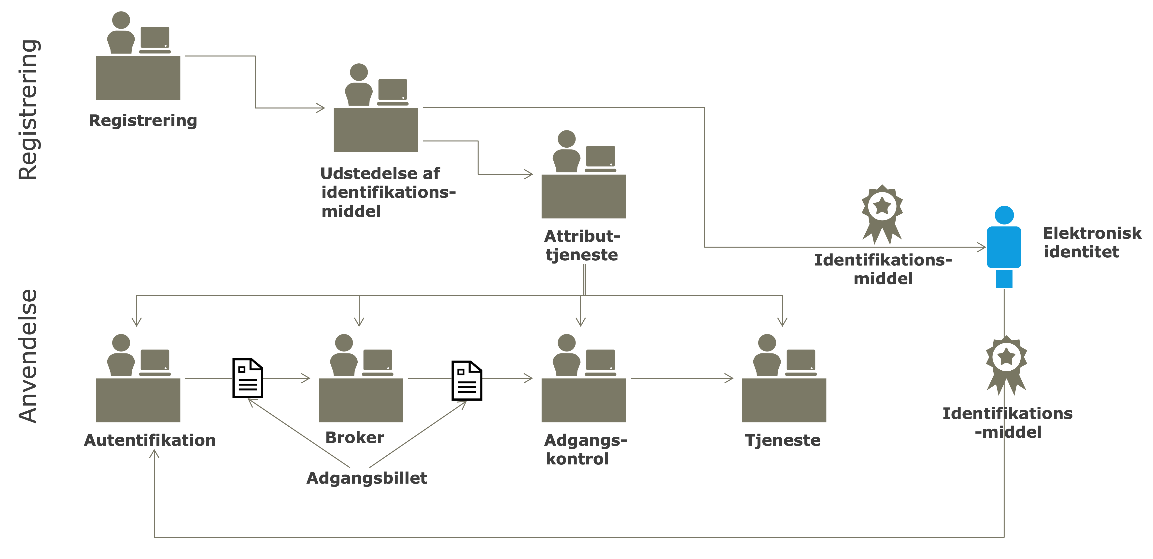 Registrering
Registrering
Udstedelse af
identifikations-
middel
Attribut-
tjeneste
Identifikations-
middel
Elektronisk
identitet
Anvendelse
Autentifikation
Broker
Adgangs-
kontrol
Tjeneste
Identifikations
-middel
Adgangsbillet